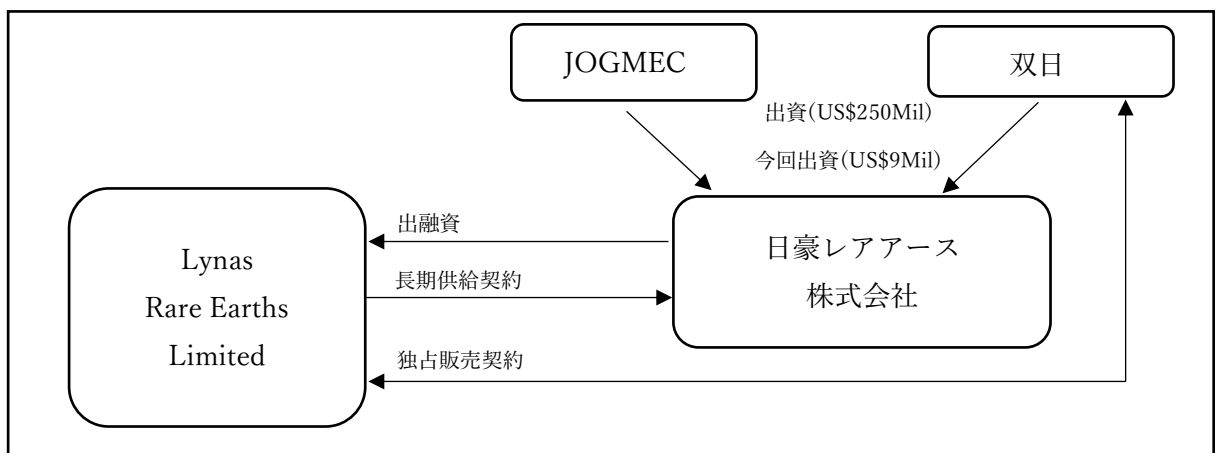 JOGMEC
双日
出資(US$250Mil)
今回出資(US$9Mil)
出融資
長期供給契約
独占販売契約
Lynas
Rare Earths
Limited
日豪レアアース
株式会社